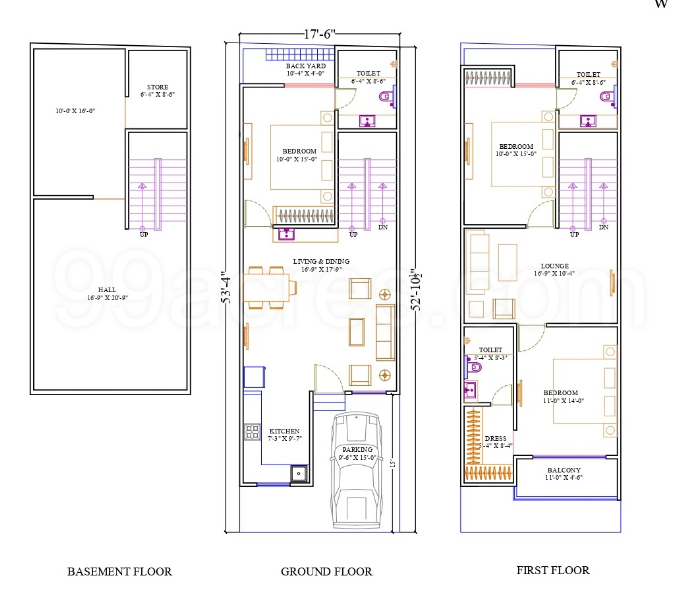 W
17'-6"
BACK YARD
10'-4" X 4'-0"
TOILET
6'-4" X 8'-6"
STORE
6'-4" X 8'-6"
10'-0" X 16'-0"
BEDROOM
10'-0" X 15'-0"
TOILET
6'-4" X 8'-6"
BEDROOM
10'-0" X 15'-0"
UP
UP
DN
UP
DN
HALL
16'-9" X 20'-9"
LIVING & DINING
16'-9" X 17'-9"
LOUNGE
16'-9" X 10'-4"
53'-4"
52'-10½"
99acres.com
TOILET
5'-4" X 8'-3"
BEDROOM
11'-0" X 14'-0"
KITCHEN
7'-3" X 9'-7"
PARKING
9'-6" X 15'-0"
15'
DRESS
5'-4" X 8'-4"
BALCONY
11'-0" X 4'-6"
BASEMENT FLOOR
GROUND FLOOR
FIRST FLOOR